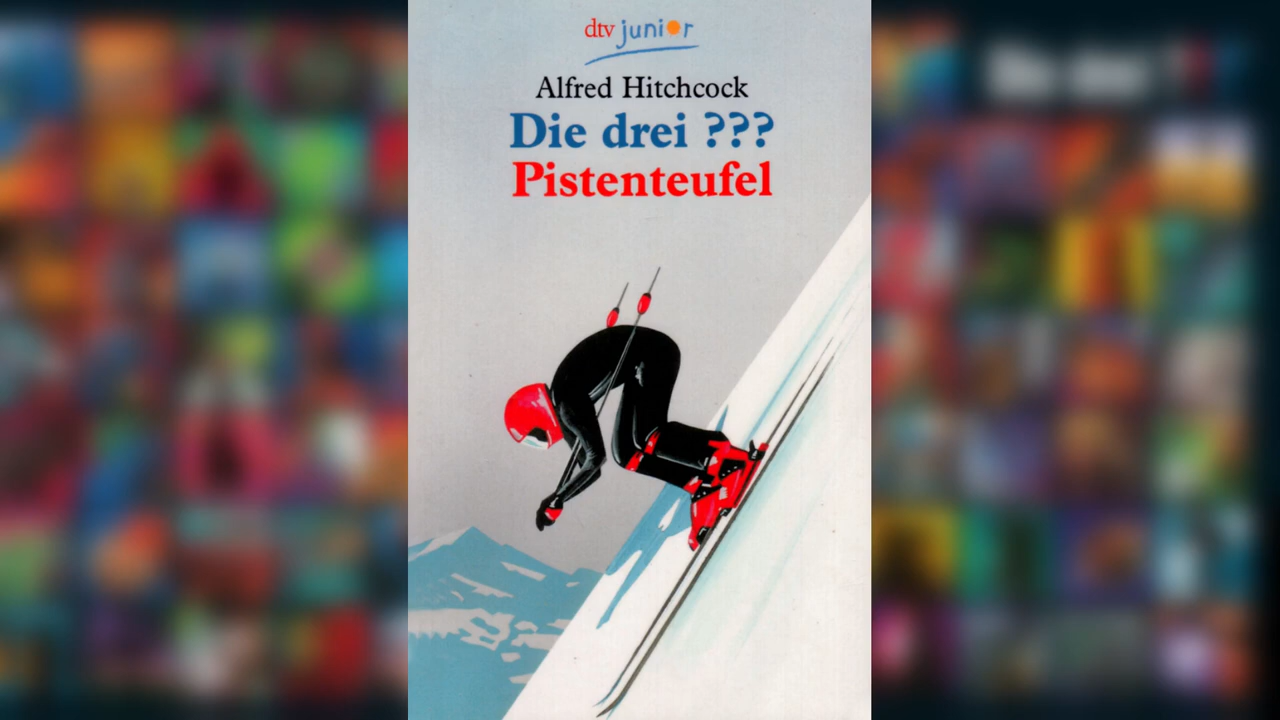 dtv junior
Alfred Hitchcock
Die drei ???
Pistenteufel